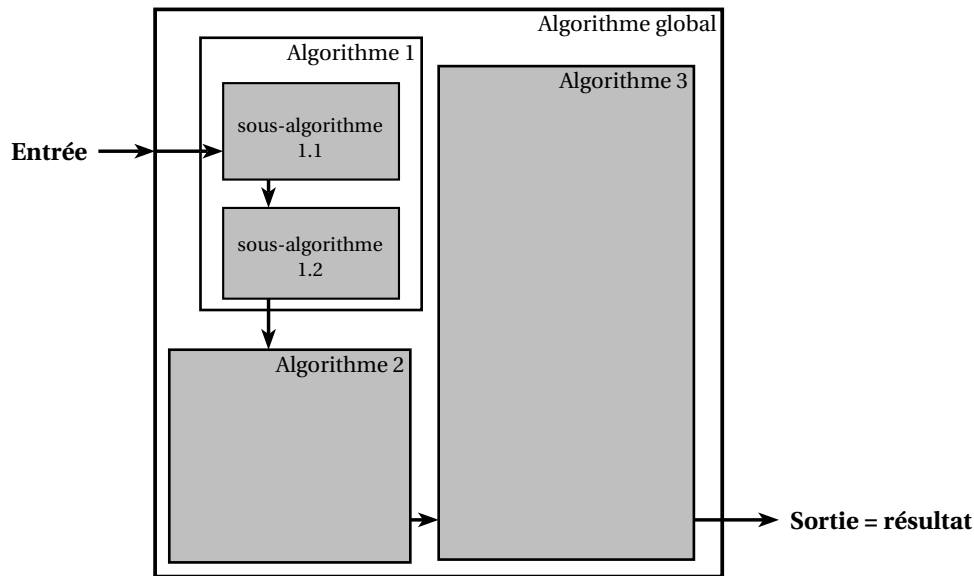 Algorithme global
Algorithme 1
Algorithme 3
sous-algorithme
1.1
Entrée
sous-algorithme
1.2
Algorithme 2
Sortie = résultat